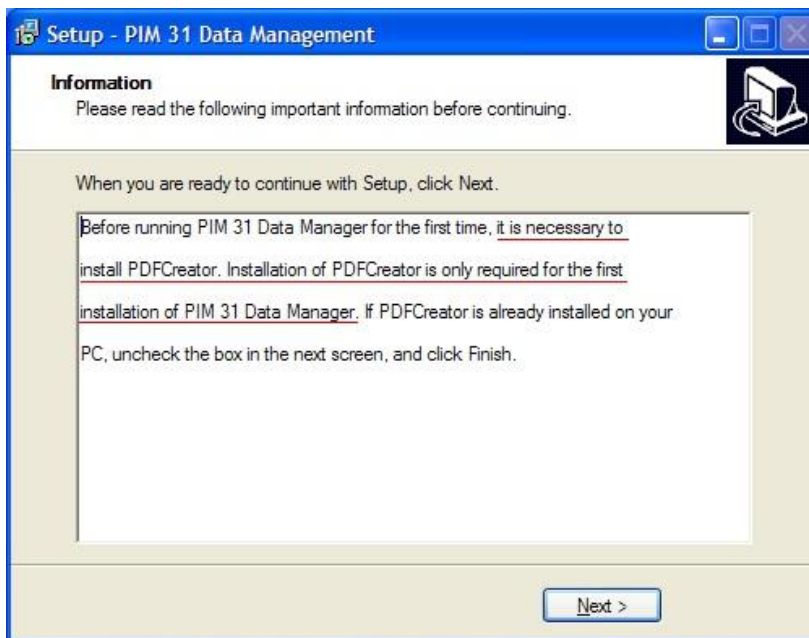 Setup - PIM 31 Data Management
Information
Please read the following important information before continuing.
When you are ready to continue with Setup, click Next.
Before running PIM 31 Data Manager for the first time, it is necessary to
install PDFCreator. Installation of PDFCreator is only required for the first
installation of PIM 31 Data Manager. If PDFCreator is already installed on your
PC, uncheck the box in the next screen, and click Finish.
Next >